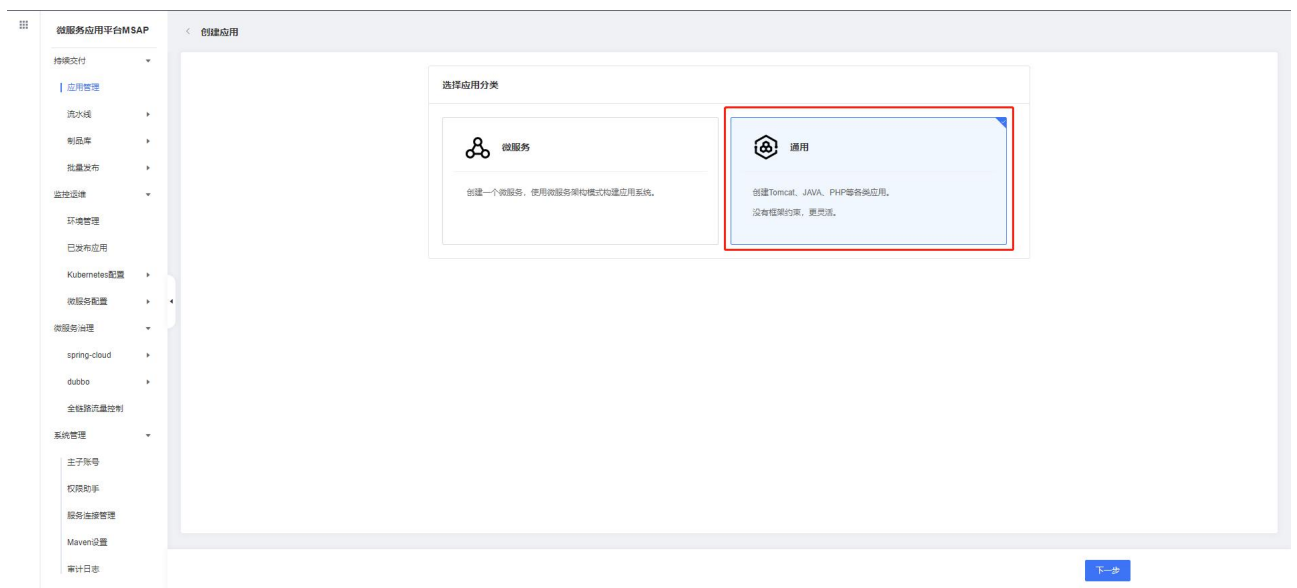 微服务应用平台MSAP
持续交付
应用管理
流水线
制品库
批量发布
监控运维
环境管理
已发布应用
Kubernetes配置
微服务配置
微服务治理
spring-cloud
dubbo
全链路流量控制
系统管理
主子账号
权限助手
服务连接管理
Maven设置
审计日志
创建应用
选择应用分类
微服务
创建一个微服务，使用微服务架构模式构建应用系统。
通用
创建Tomcat、JAVA、PHP等各类应用。
没有框架约束，更灵活。
下一步